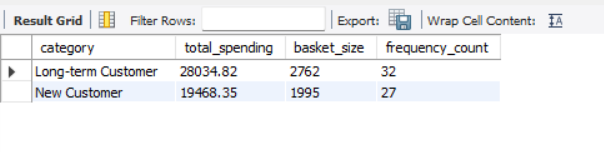 Result Grid Filter Rows: Export: Wrap Cell Content: IA
category total_spending basket_size frequency_count
Long-term Customer 28034.82 2762 32
New Customer 19468.35 1995 27